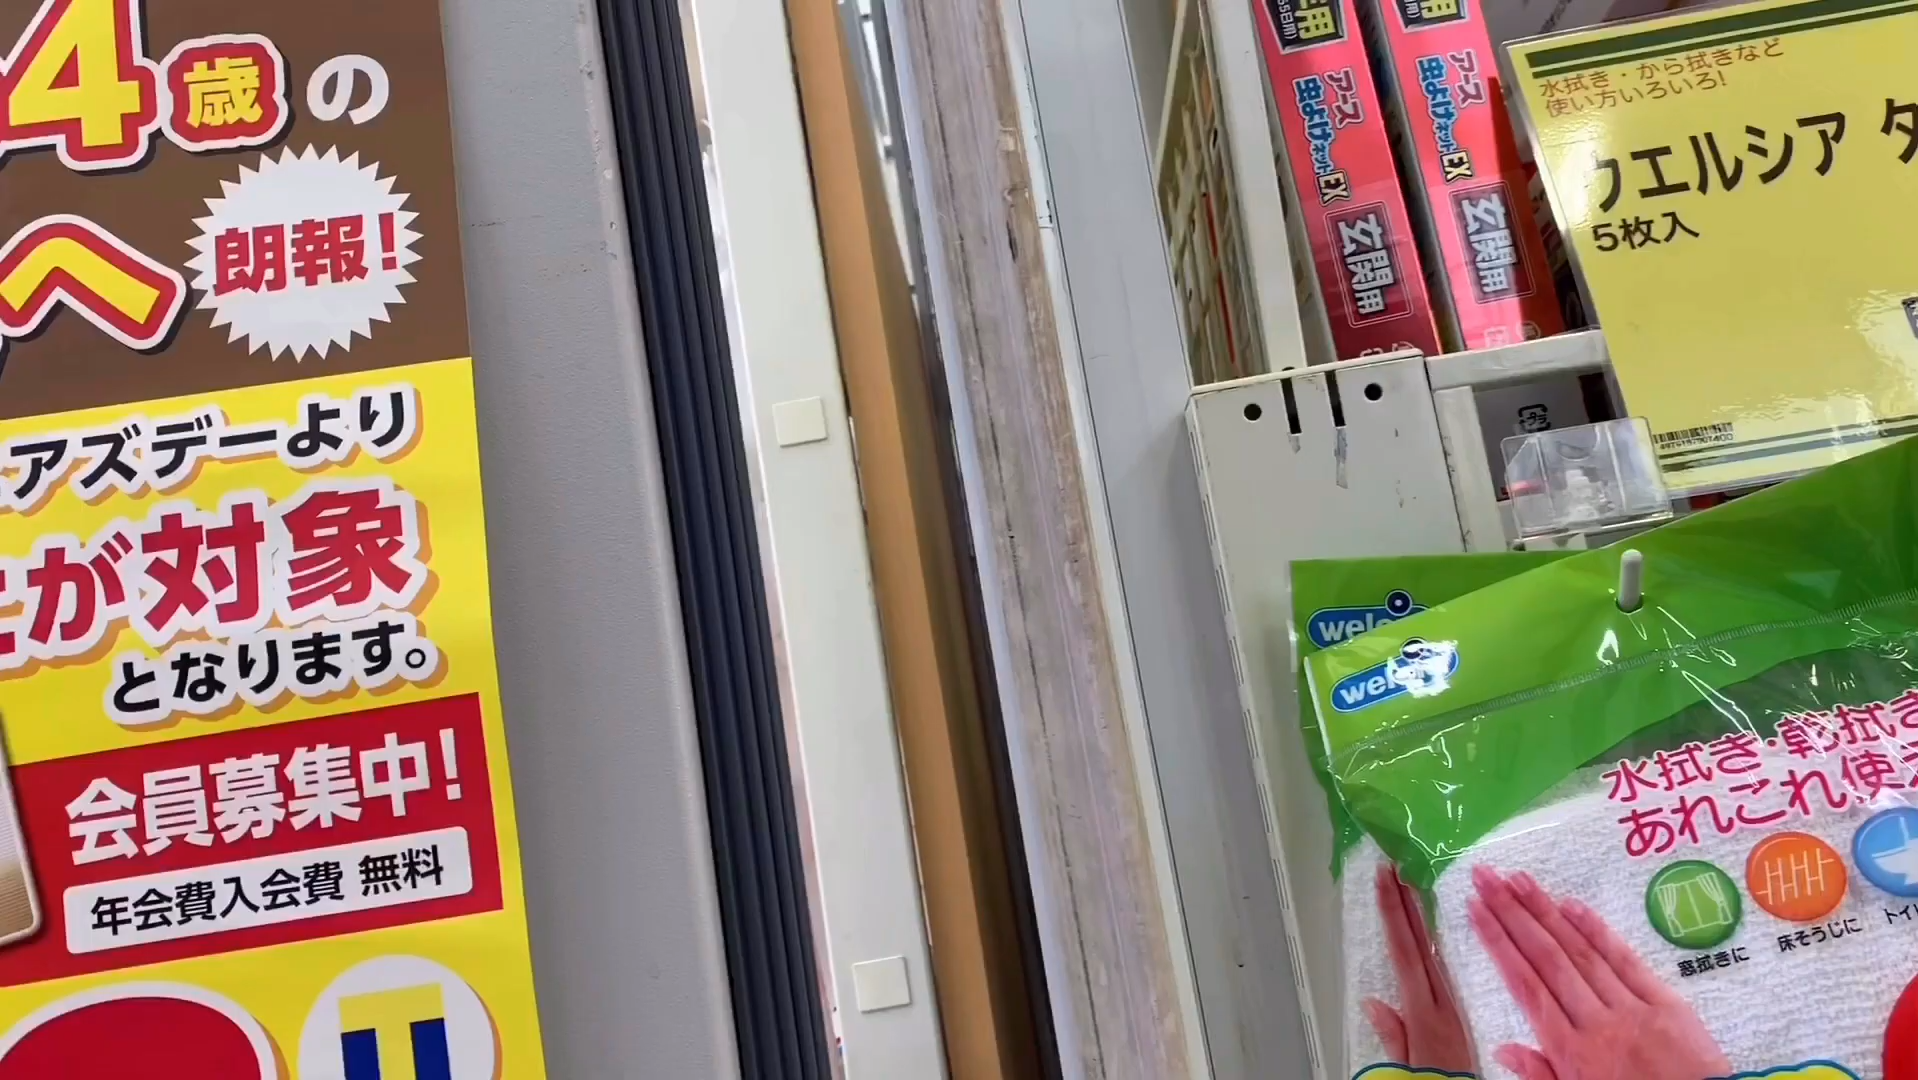 4歳の
へ
朗報!
アズデーより
が対象
となります。
会員募集中!
年会費入会費 無料
アース
虫よけネットEX
玄関用
アース
虫よけネットEX
玄関用
水拭き・から拭きなど
使い方いろいろ!
ウエルシア タ
5枚入
プラ
welc
wel
水拭き・乾拭き
あれこれ使え
窓拭きに
床そうじに
トイ